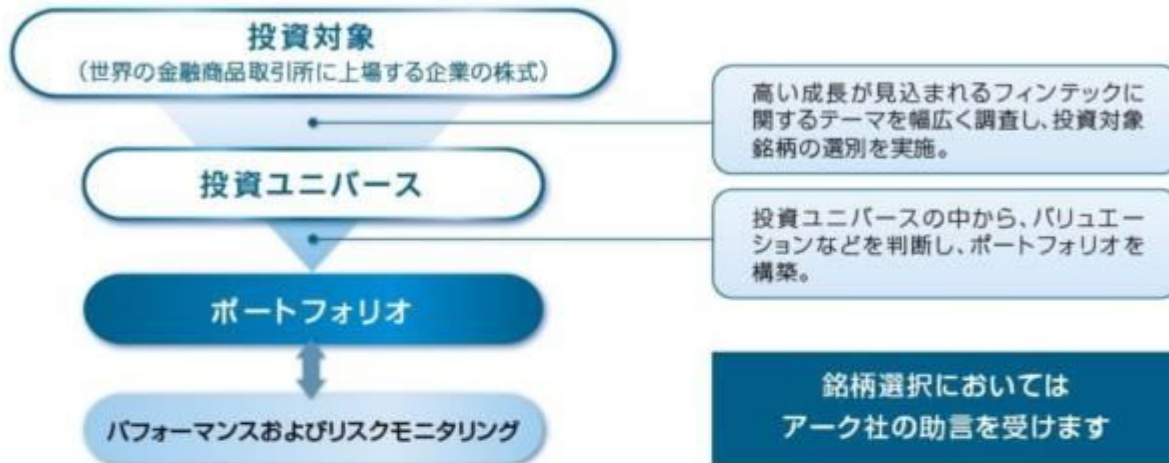 投資対象
（世界の金融商品取引所に上場する企業の株式）
高い成長が見込まれるフィンテックに
関するテーマを幅広く調査し、投資対象
銘柄の選別を実施。
投資ユニバース
投資ユニバースの中から、バリュエー
ションなどを判断し、ポートフォリオを
構築。
ポートフォリオ
パフォーマンスおよびリスクモニタリング
銘柄選択においては
アーク社の助言を受けます